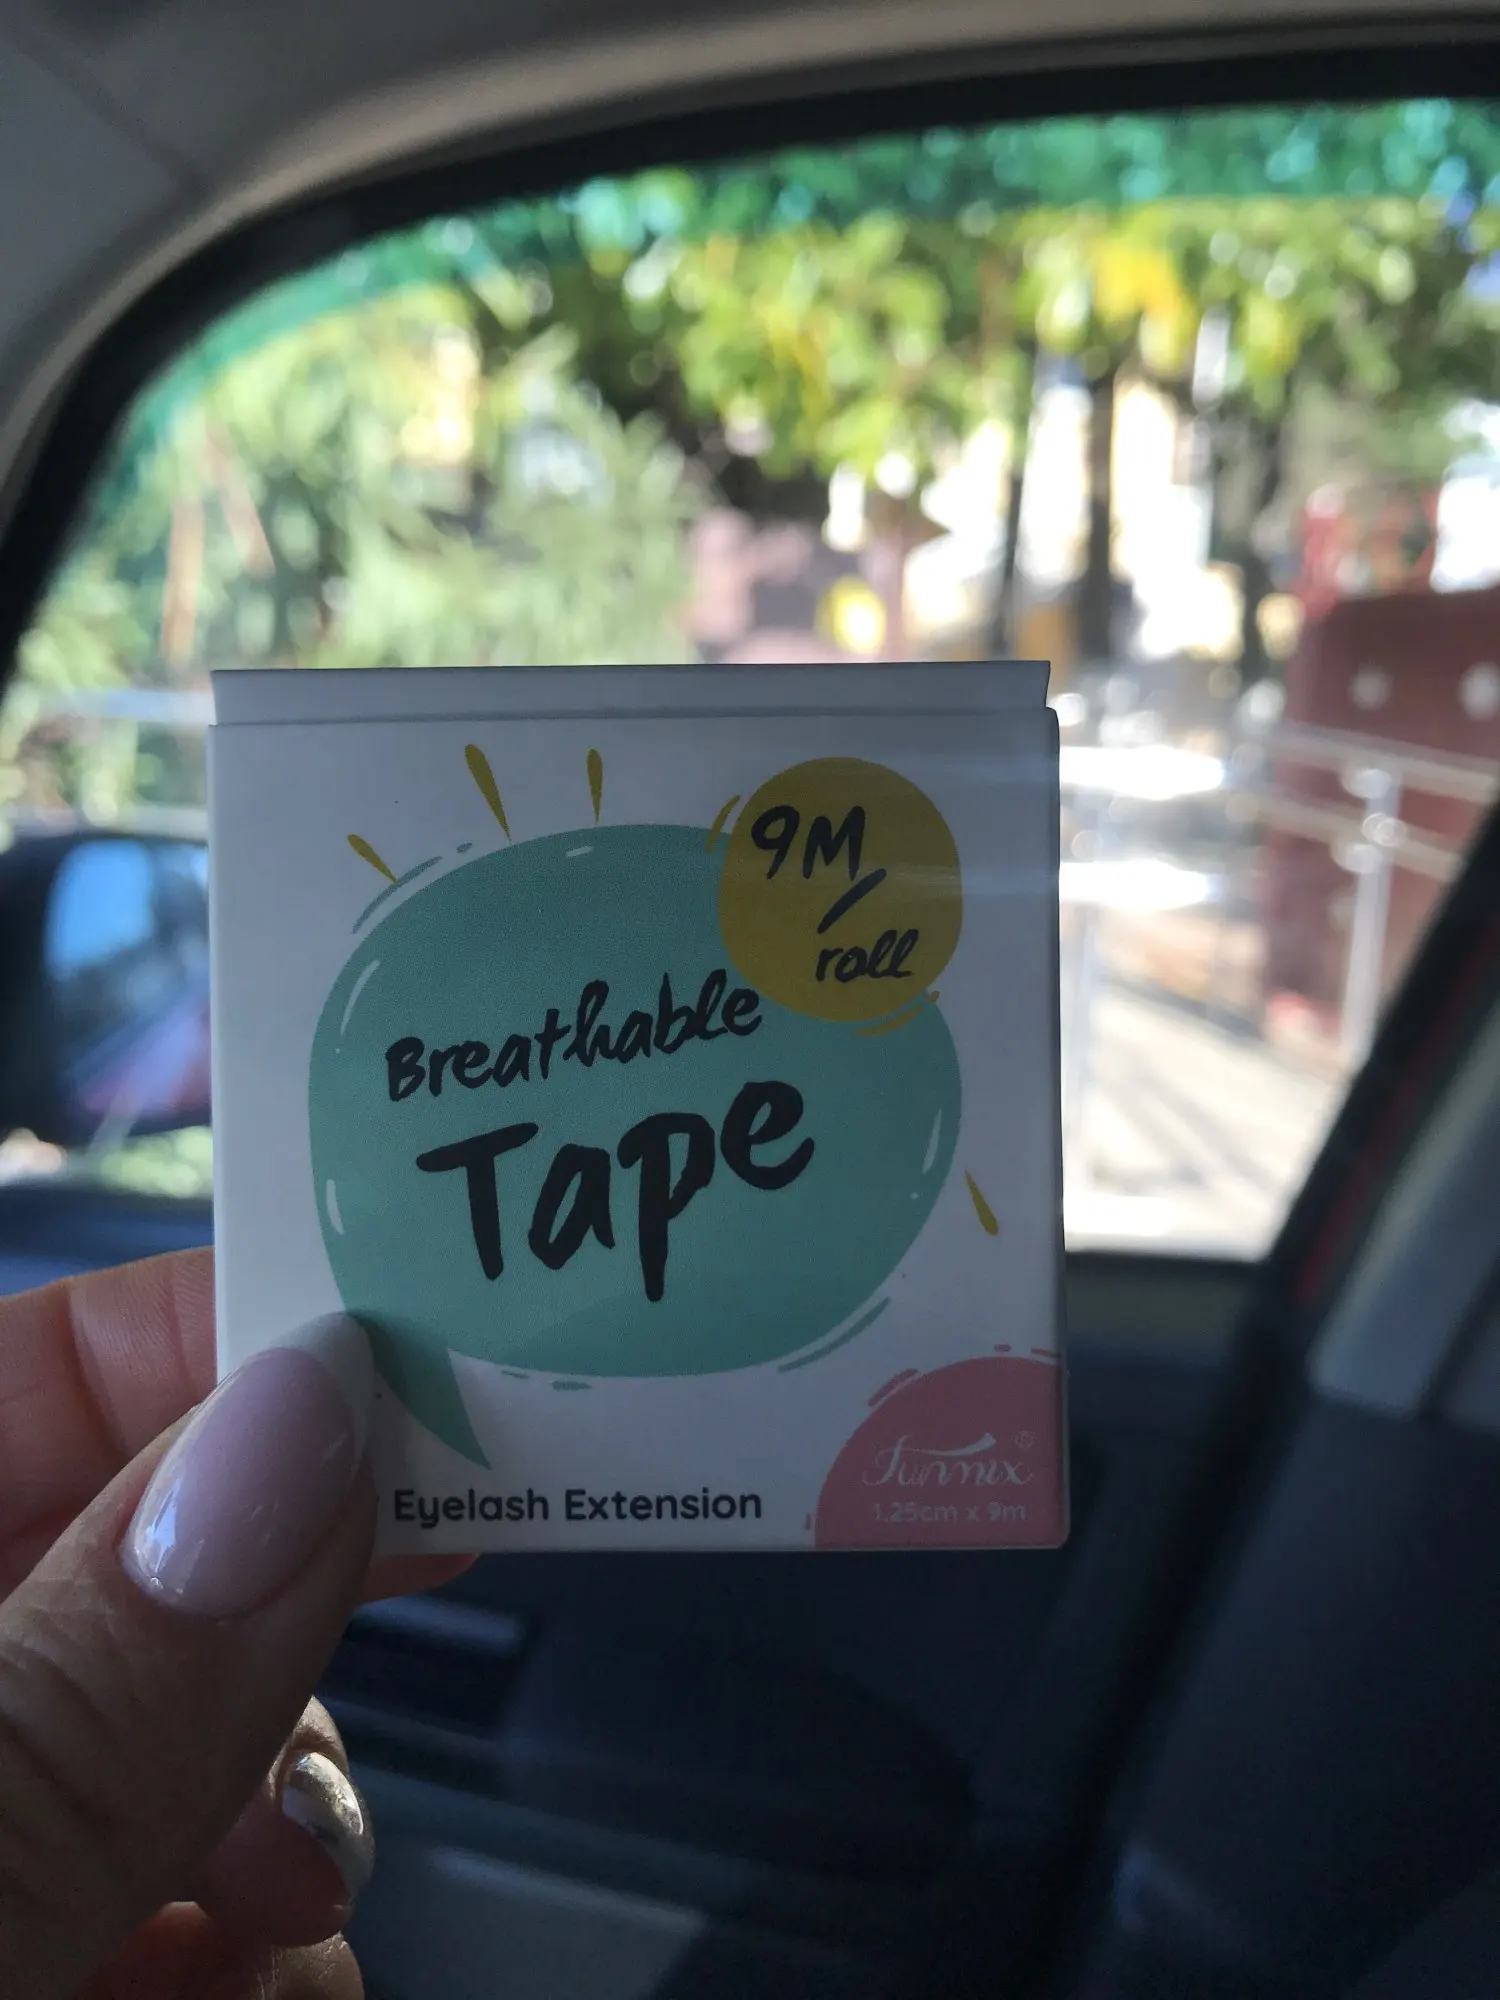 9M/
roll
Breathable
Tape
Eyelash Extension
Funmix®
1.25cm x 9m